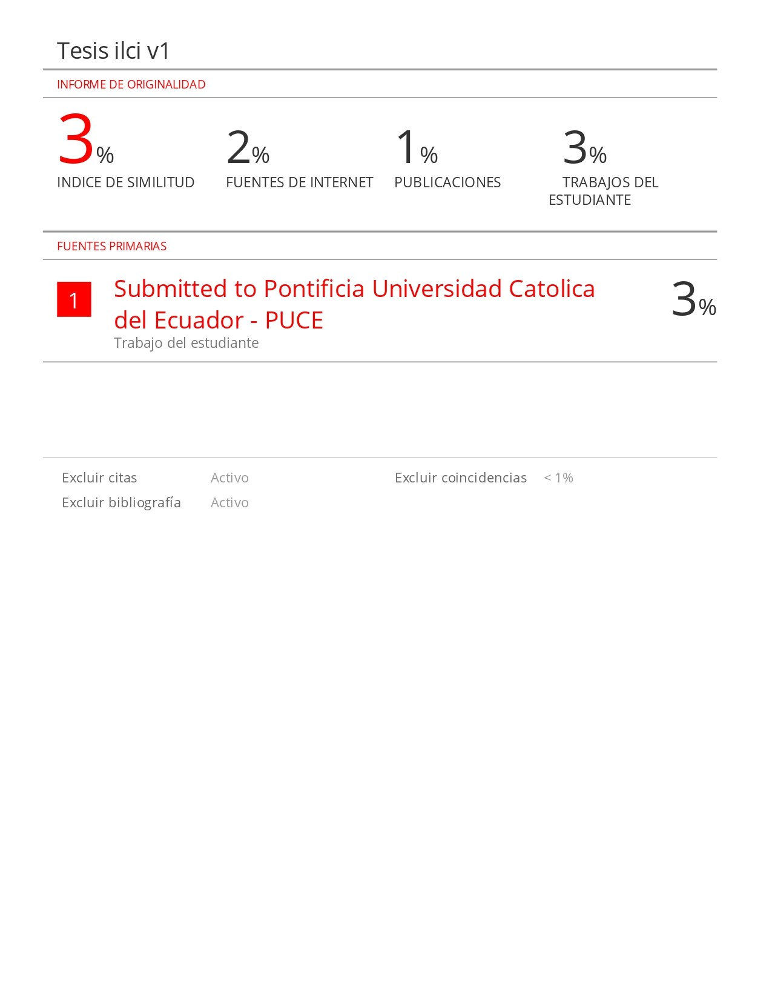 Tesis ilci v1
INFORME DE ORIGINALIDAD
3%
2%
1%
3%
INDICE DE SIMILITUD
FUENTES DE INTERNET
PUBLICACIONES
TRABAJOS DEL
ESTUDIANTE
FUENTES PRIMARIAS
1
Submitted to Pontificia Universidad Catolica
del Ecuador - PUCE
Trabajo del estudiante
3%
Excluir citas
Activo
Excluir coincidencias
< 1%
Excluir bibliografía
Activo